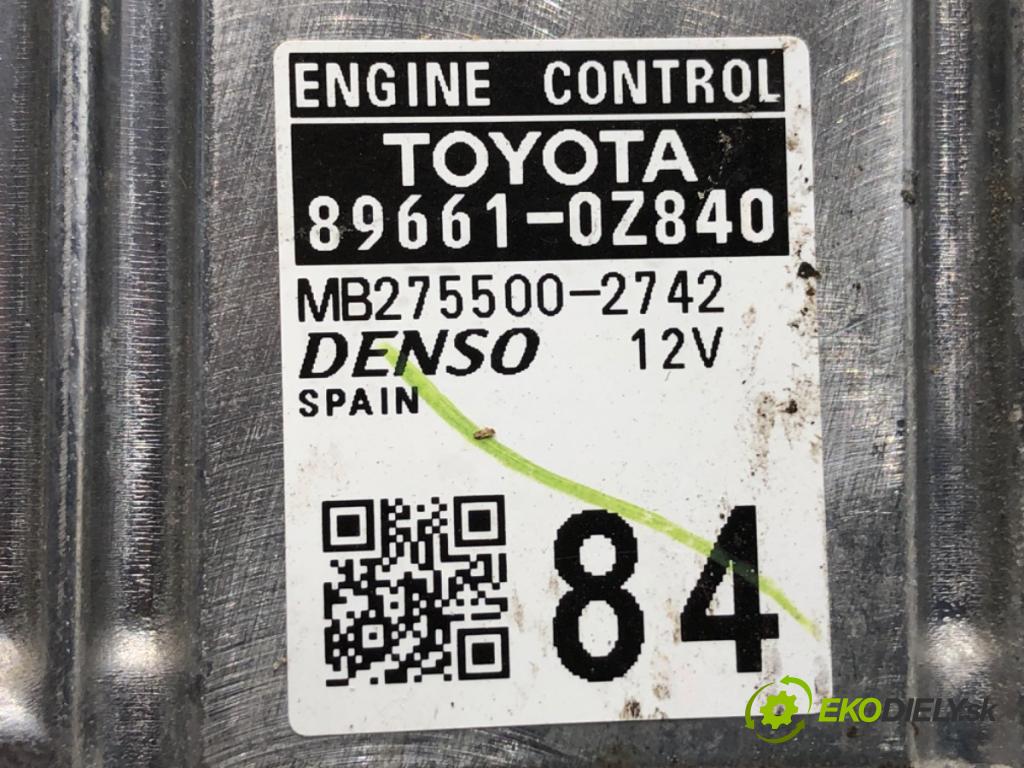 ENGINE CONTROL
TOYOTA
89661-0Z840
MB275500-2742
DENSO 12V
SPAIN
84
EKODIELY.sk